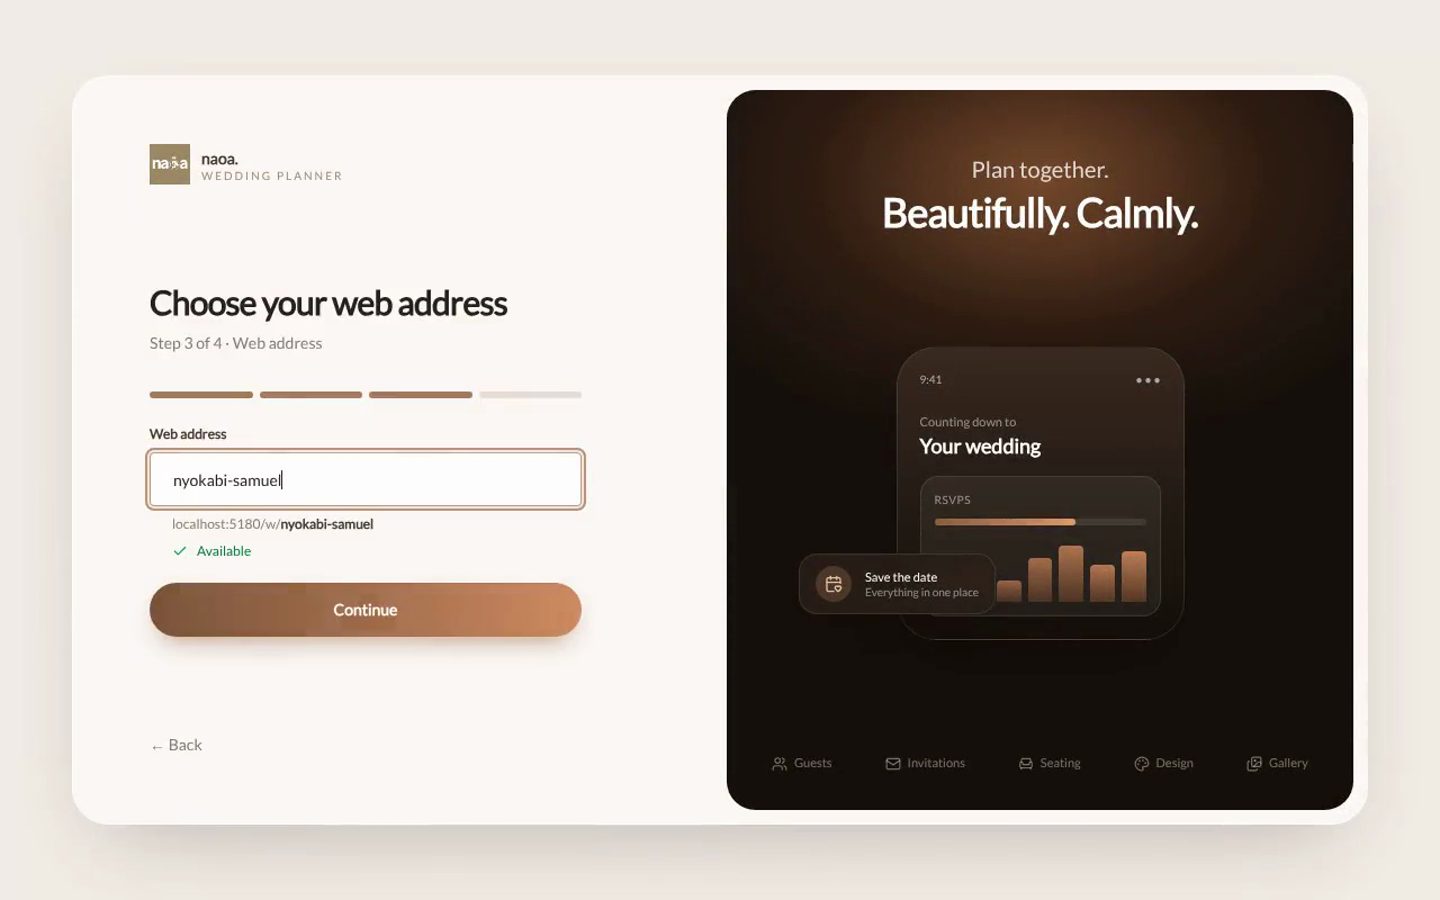 naoa
naoa.
WEDDING PLANNER
Choose your web address
Step 3 of 4 · Web address
Web address
nyokabi-samuel
localhost:5180/w/nyokabi-samuel
Available
Continue
← Back
Plan together.
Beautifully. Calmly.
9:41
Counting down to
Your wedding
RSVPS
Save the date
Everything in one place
Guests
Invitations
Seating
Design
Gallery